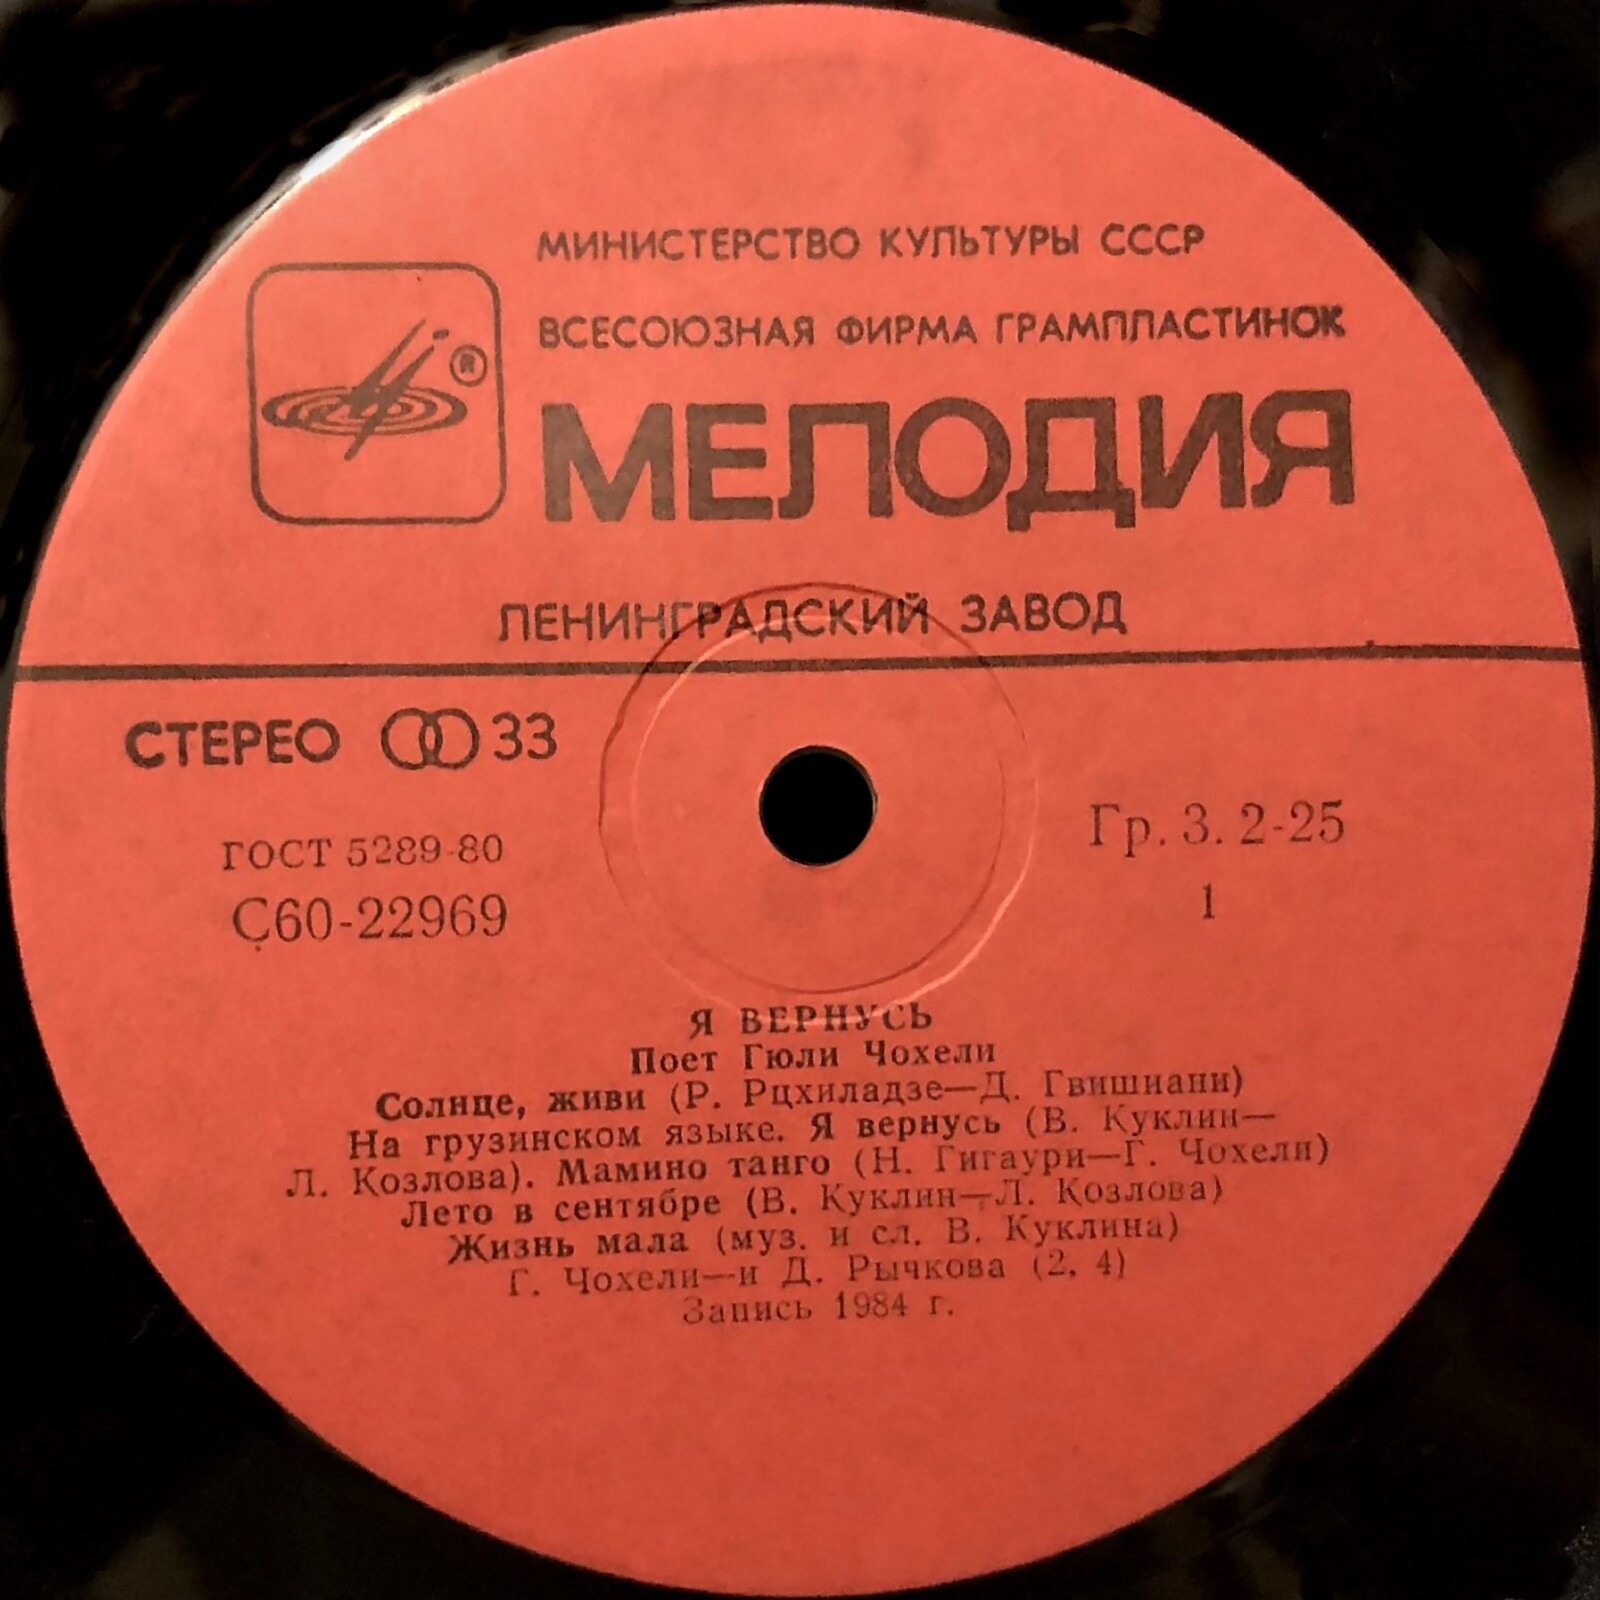 МИНИСТЕРСТВО КУЛЬТУРЫ СССР
ВСЕСОЮЗНАЯ ФИРМА ГРАМПЛАСТИНОК
®
МЕЛОДИЯ
ЛЕНИНГРАДСКИЙ ЗАВОД
СТЕРЕО 33
ГОСТ 5289-80
С60-22969
Гр. 3. 2-25
1
Я ВЕРНУСЬ
Поет Гюли Чохели
Солнце, живи (Р. Рцхиладзе—Д. Гвишиани)
На грузинском языке. Я вернусь (В. Куклин—
Л. Козлова). Мамино танго (Н. Гигаури—Г. Чохели)
Лето в сентябре (В. Куклин—Л. Козлова)
Жизнь мала (муз. и сл. В. Куклина)
Г. Чохели—и Д. Рычкова (2, 4)
Запись 1984 г.